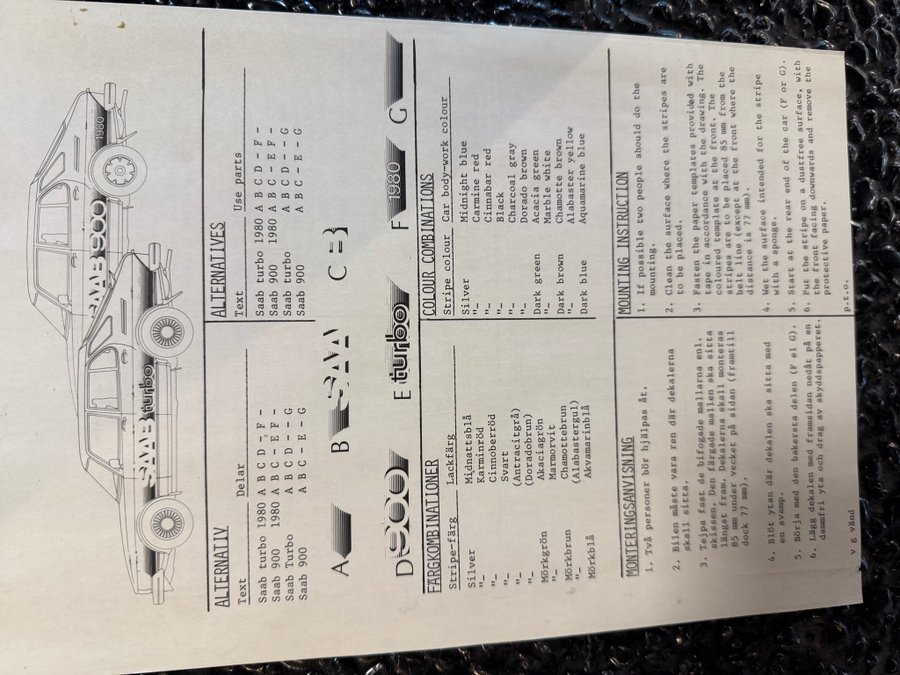 SAAB 900 1980
SAAB turbo
ALTERNATIV
Text Delar
Saab turbo 1980 A B C D - F -
Saab 900 1980 A B C E F -
Saab Turbo A B C D - - G
Saab 900 A B C - E - G
ALTERNATIVES
Text Use parts
Saab turbo 1980 A B C D - F -
Saab 900 1980 A B C - E F -
Saab turbo A B C D - - G
Saab 900 A B C - E - G
A B SAAB C
D 900 E turbo F 1980 G
FÄRGKOMBINATIONER
Stripe-färg Lackfärg
Silver Midnattsblå
"_ Karminröd
"_ Cinnoberröd
"_ Svart
"_ (Antracitgrå)
"_ (Doradobrun)
Mörkgrön Akaciagrön
"_ Marmorvit
Mörkbrun Chamottebrun
"_ (Alabastergul)
Mörkblå Akvamarinblå
COLOUR COMBINATIONS
Stripe colour Car body-work colour
Silver Midnight blue
"_ Carmine red
"_ Cinnabar red
"_ Black
"_ Charcoal gray
"_ Dorado brown
Dark green Acacia green
"_ Marble white
Dark brown Chamotte brown
"_ Alabaster yellow
Dark blue Aquamarine blue
MONTERINGSANVISNING
1. Två personer bör hjälpas åt.
2. Bilen måste vara ren där dekalerna
skall sitta.
3. Tejpa fast de bifogade mallarna enl.
skissen. Den färgade mallen ska sitta
längst fram. Dekalerna skall monteras
85 mm under vecket på sidan (framtill
dock 77 mm).
4. Blöt ytan där dekalen ska sitta med
en svamp.
5. Börja med den bakersta delen (F el G).
6. Lägg dekalen med framsidan nedåt på en
dammfri yta och drag av skyddspapperet.
v g vänd
MOUNTING INSTRUCTION
1. If possible two people should do the
mounting.
2. Clean the surface where the stripes are
to be placed.
3. Fasten the paper templates provided with
tape in accordance with the drawing. The
coloured template at the front. The
stripes are to be placed 85 mm from the
belt line (except at the front where the
distance is 77 mm).
4. Wet the surface intended for the stripe
with a sponge.
5. Start at the rear end of the car (F or G).
6. Put the stripe on a dustfree surface, with
the front facing downwards and remove the
protective paper.
p.t.o.